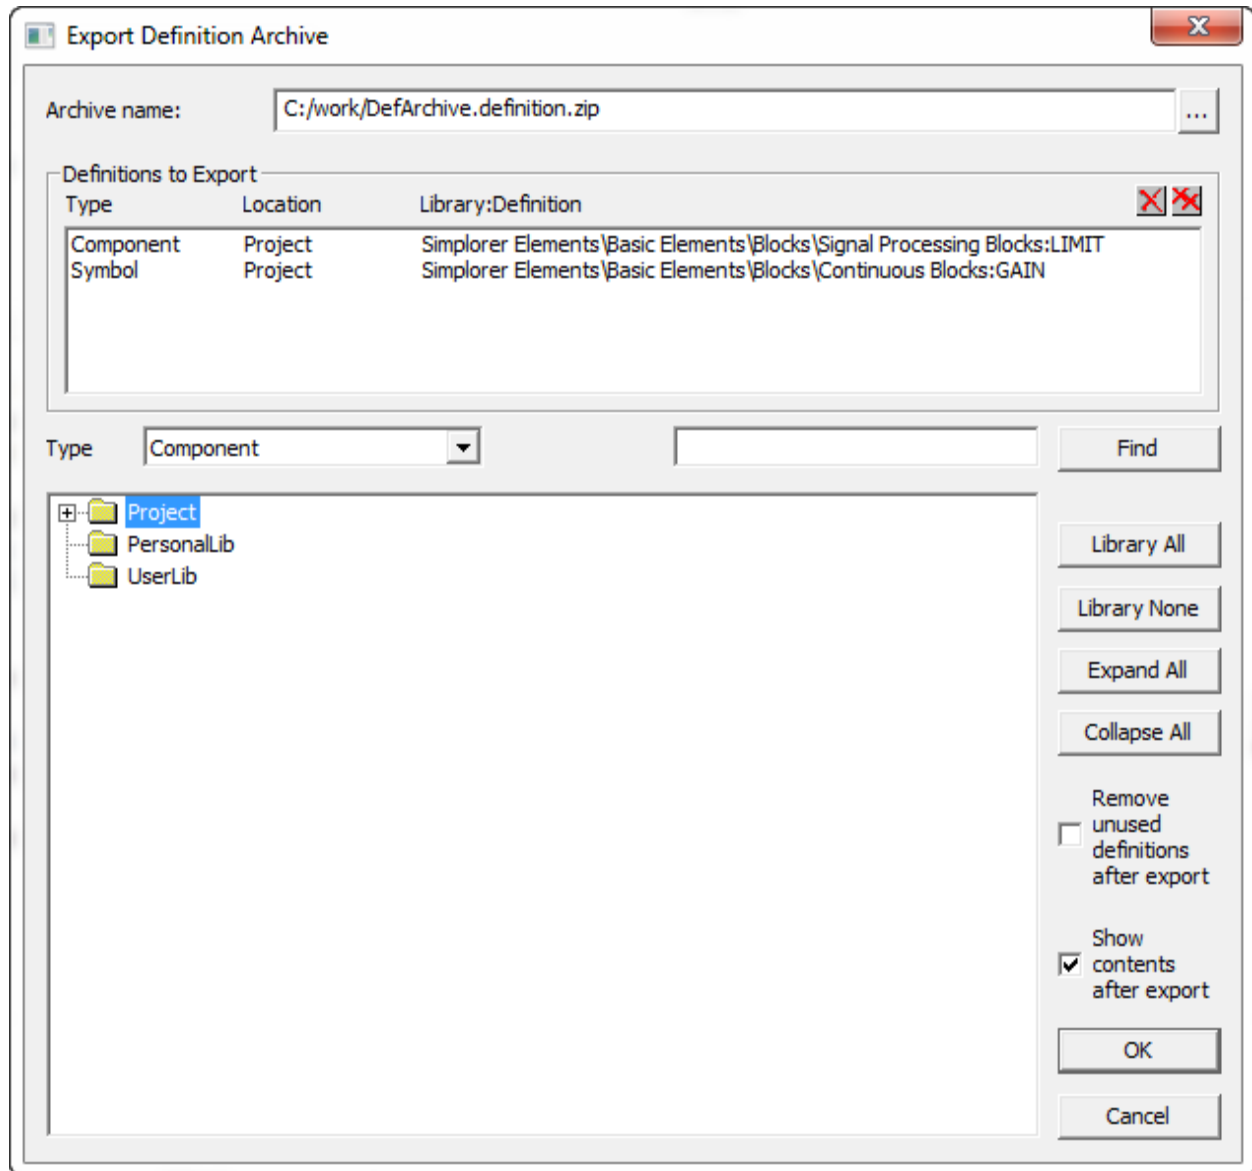 Export Definition Archive
Archive name: C:/work/DefArchive.definition.zip ...
Definitions to Export
Type Location Library:Definition
Component Project Simplorer Elements\Basic Elements\Blocks\Signal Processing Blocks:LIMIT
Symbol Project Simplorer Elements\Basic Elements\Blocks\Continuous Blocks:GAIN
Type Component Find
Project
PersonalLib
UserLib
Library All
Library None
Expand All
Collapse All
Remove
unused
definitions
after export
Show
contents
after export
OK
Cancel